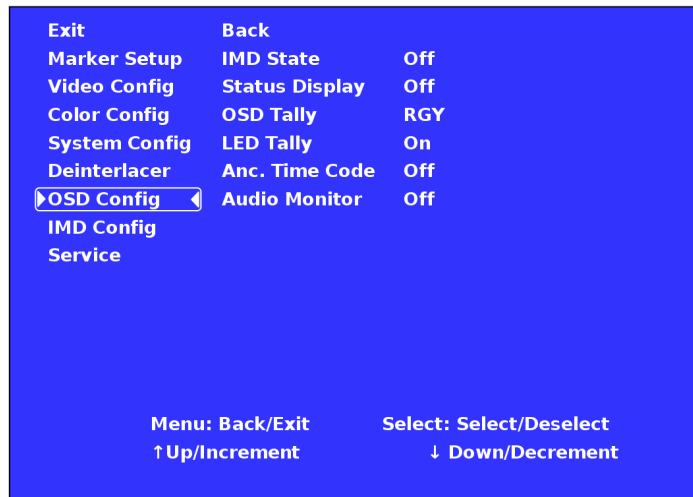 Exit Back
Marker Setup IMD State Off
Video Config Status Display Off
Color Config OSD Tally RGY
System Config LED Tally On
Deinterlacer Anc. Time Code Off
OSD Config Audio Monitor Off
IMD Config
Service
Menu: Back/Exit Select: Select/Deselect
↑Up/Increment ↓ Down/Decrement